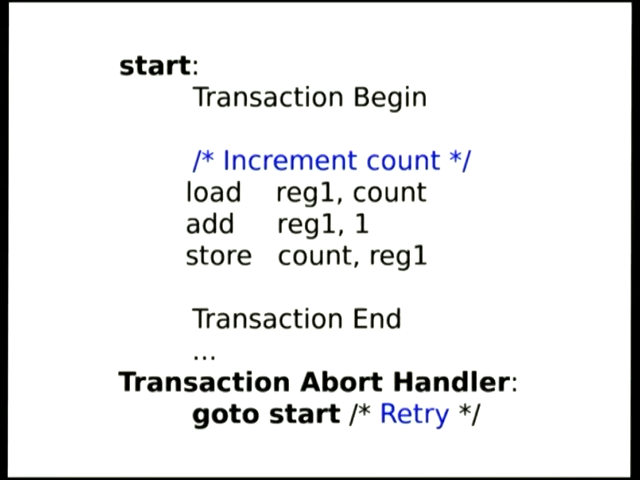 start:
Transaction Begin
/* Increment count */
load reg1, count
add reg1, 1
store count, reg1
Transaction End
...
Transaction Abort Handler:
goto start /* Retry */